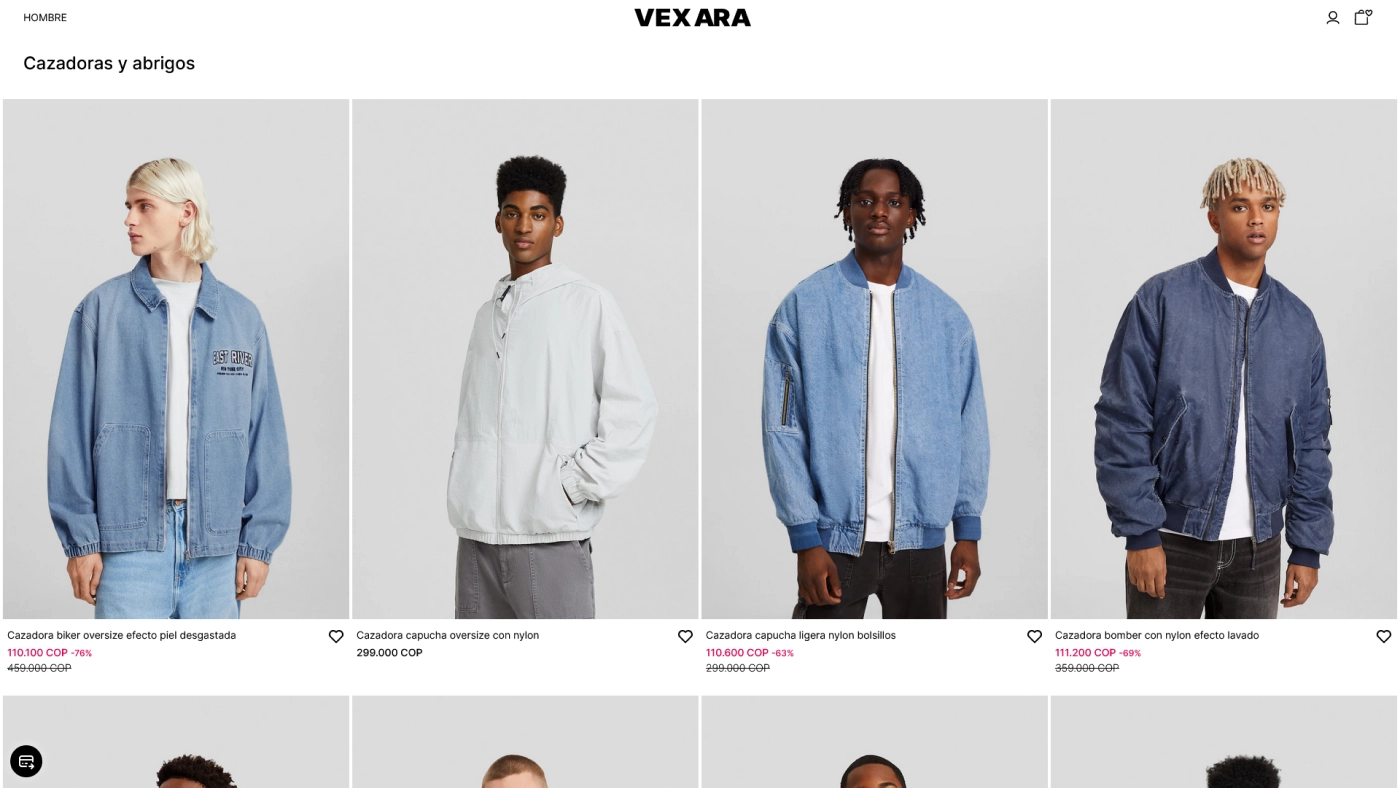 HOMBRE
VEXARA
Cazadoras y abrigos
EAST RIVER
NEW YORK CITY
Cazadora biker oversize efecto piel desgastada
110.100 COP -76%
459.000 COP
Cazadora capucha oversize con nylon
299.000 COP
Cazadora capucha ligera nylon bolsillos
110.600 COP -63%
299.000 COP
Cazadora bomber con nylon efecto lavado
111.200 COP -69%
359.000 COP